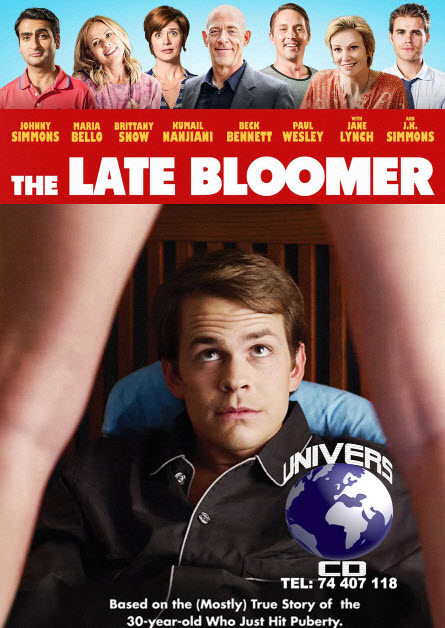 JOHNNY SIMMONS MARIA BELLO BRITTANY SNOW KUMAIL NANJIANI BECK BENNETT PAUL WESLEY WITH JANE LYNCH AND J.K. SIMMONS
THE LATE BLOOMER
UNIVERS
CD
TEL: 74 407 118
Based on the (Mostly) True Story of the
30-year-old Who Just Hit Puberty.